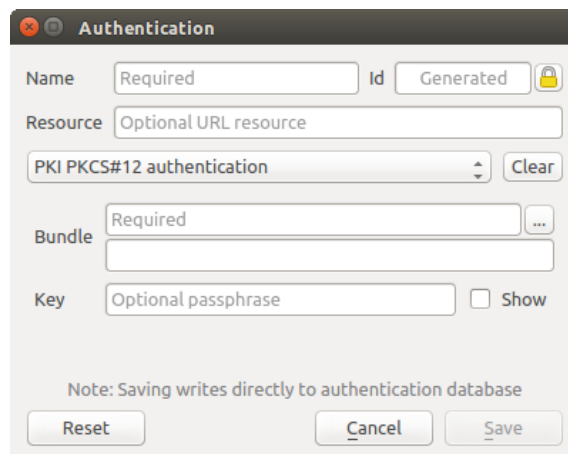 Authentication
Name Required Id Generated
Resource Optional URL resource
PKI PKCS#12 authentication Clear
Bundle Required ...
Key Optional passphrase Show
Note: Saving writes directly to authentication database
Reset Cancel Save